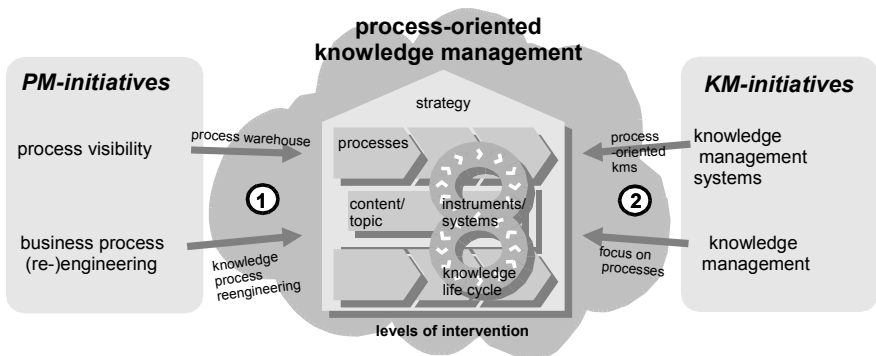 process-oriented
knowledge management
PM-initiatives
process visibility
business process
(re-)engineering
process warehouse
1
knowledge
process
reengineering
strategy
processes
content/
topic
instruments/
systems
knowledge
life cycle
levels of intervention
process
-oriented
kms
2
focus on
processes
KM-initiatives
knowledge
management
systems
knowledge
management